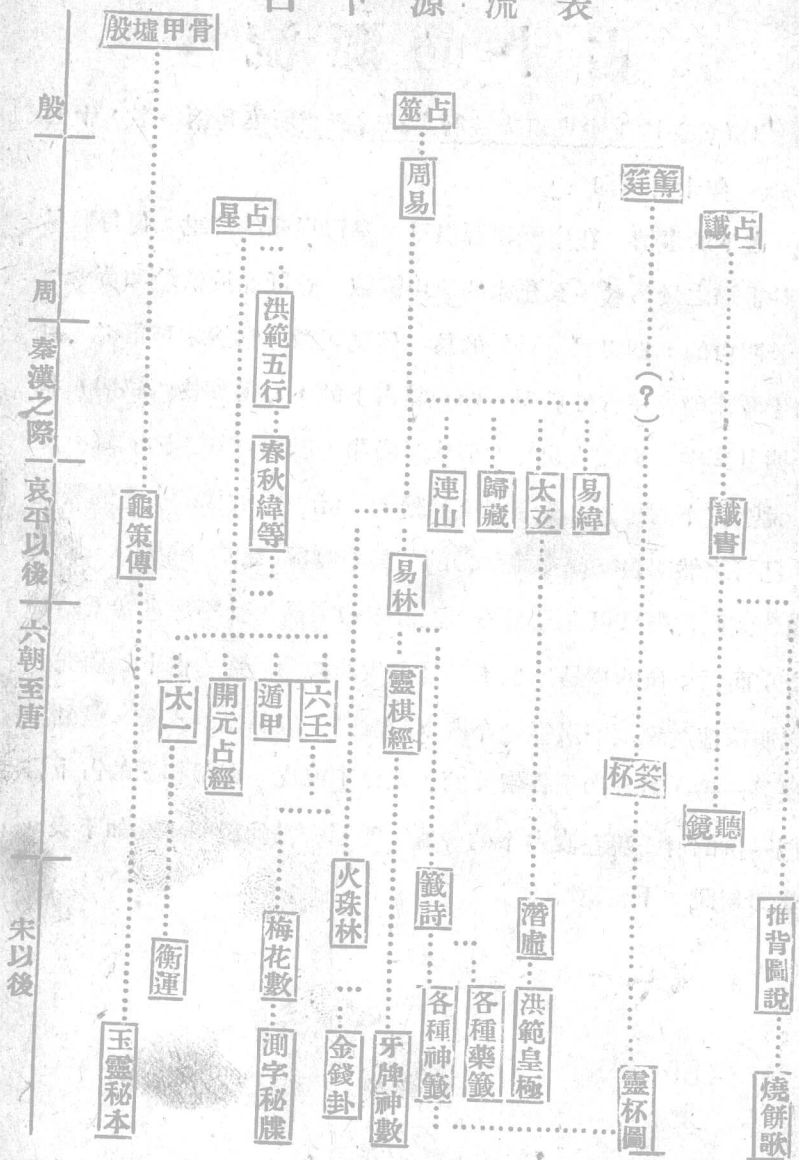 占卜源流表
殷墟甲骨
殷
周
秦漢之際
哀平以後
六朝至唐
宋以後
占筮
周易
筳篿
占讖
占星
洪範五行
春秋緯等
(?)
連山
歸藏
太玄
易緯
讖書
龜策傳
易林
靈棋經
太一
開元占經
遁甲
六壬
杯筊
鏡聽
火珠林
籤詩
潛虛
推背圖說
衡運
梅花數
玉靈秘本
測字秘牒
金錢卦
牙牌神數
各種神籤
各種藥籤
洪範皇極
靈杯圖
燒餅歌